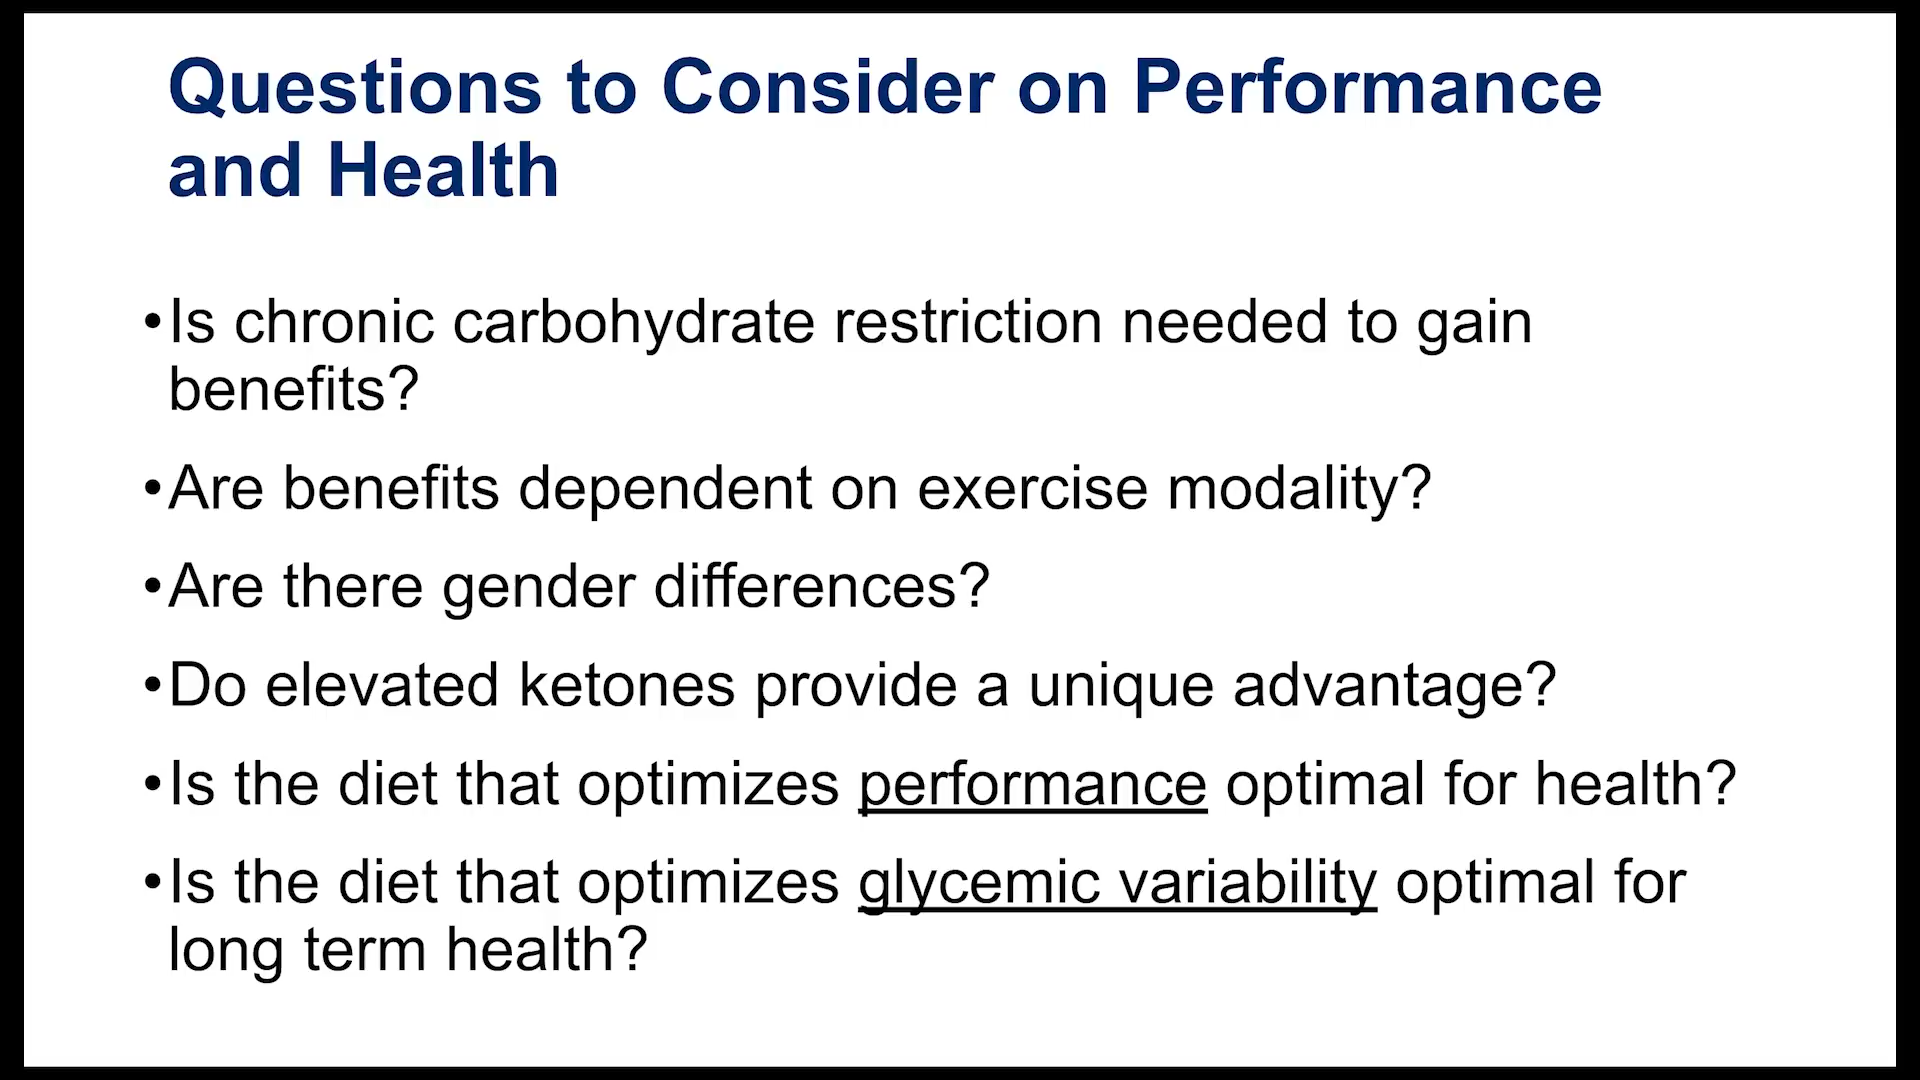 Questions to Consider on Performance
and Health
•Is chronic carbohydrate restriction needed to gain
benefits?
•Are benefits dependent on exercise modality?
•Are there gender differences?
•Do elevated ketones provide a unique advantage?
•Is the diet that optimizes performance optimal for health?
•Is the diet that optimizes glycemic variability optimal for
long term health?